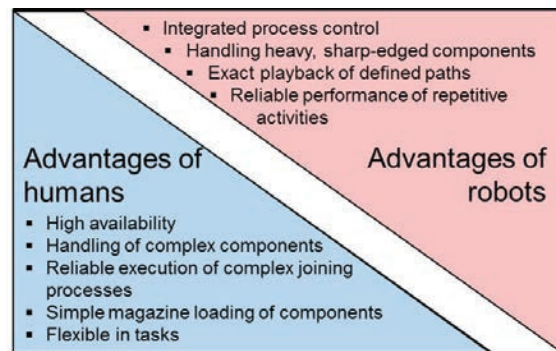 ▪ Integrated process control
▪ Handling heavy, sharp-edged components
▪ Exact playback of defined paths
▪ Reliable performance of repetitive
activities
Advantages of
robots
Advantages of
humans
▪ High availability
▪ Handling of complex components
▪ Reliable execution of complex joining
processes
▪ Simple magazine loading of components
▪ Flexible in tasks